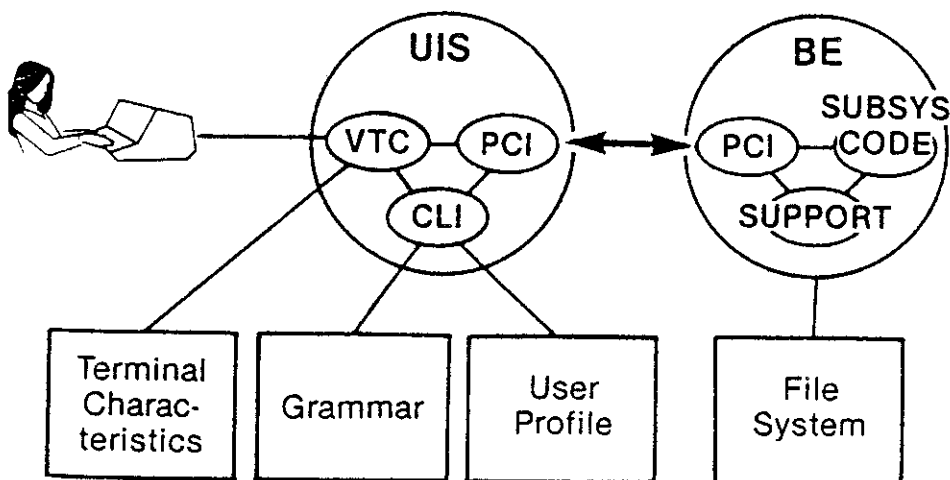 UIS
BE
VTC
PCI
CLI
PCI
SUBSYS
CODE
SUPPORT
Terminal
Charac-
teristics
Grammar
User
Profile
File
System